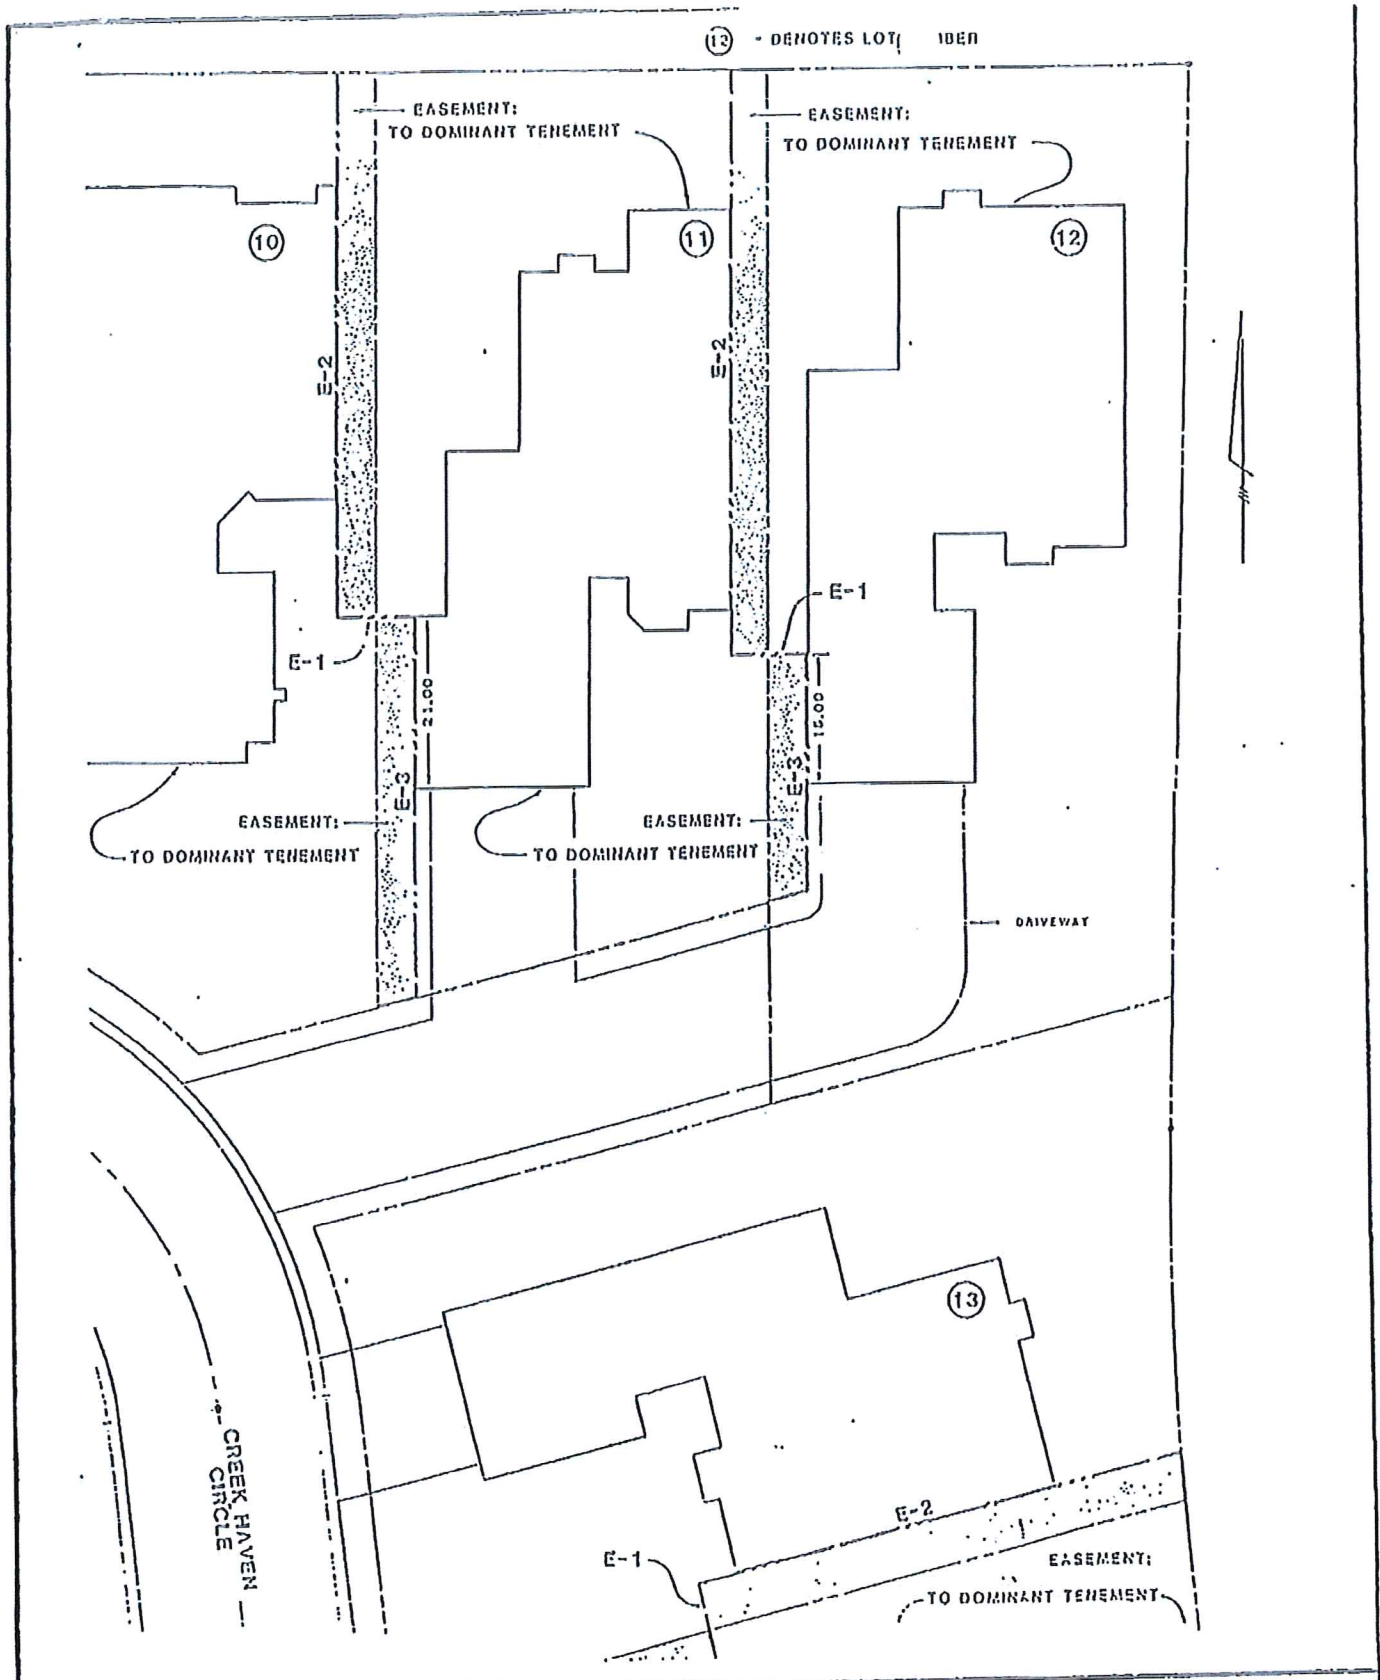 (13) - DENOTES LOT
EASEMENT:
TO DOMINANT TENEMENT
EASEMENT:
TO DOMINANT TENEMENT
10
11
12
E-2
E-2
E-1
E-1
21.00
15.00
E-3
E-3
EASEMENT:
TO DOMINANT TENEMENT
EASEMENT:
TO DOMINANT TENEMENT
DRIVEWAY
13
CREEK HAVEN
CIRCLE
E-2
E-1
EASEMENT:
TO DOMINANT TENEMENT